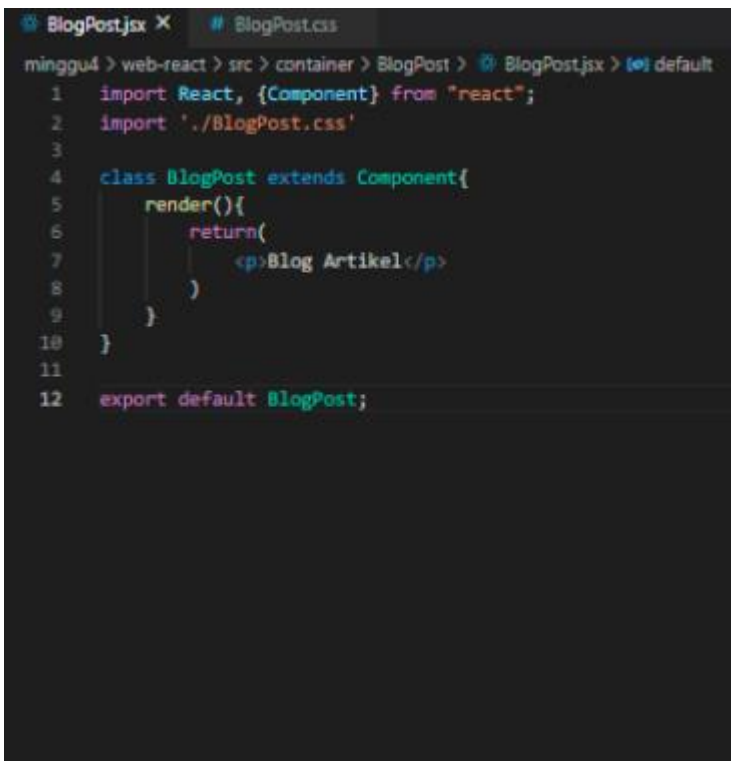 BlogPost.jsx × # BlogPost.css
minggu4 > web-react > src > container > BlogPost > BlogPost.jsx > default
1 import React, {Component} from "react";
2 import './BlogPost.css'
3
4 class BlogPost extends Component{
5 render(){
6 return(
7 <p>Blog Artikel</p>
8 )
9 }
10 }
11
12 export default BlogPost;